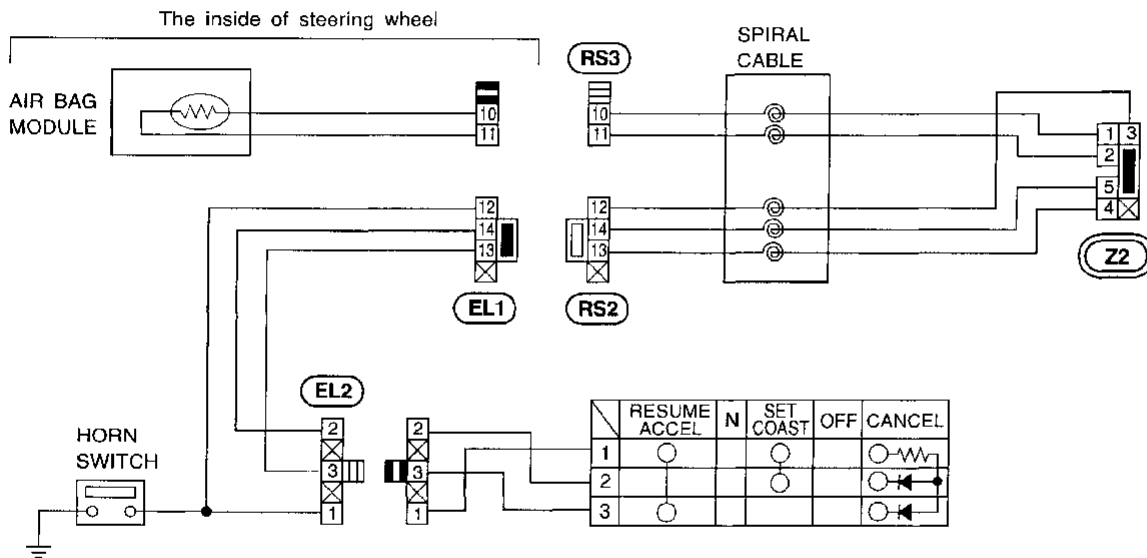 The inside of steering wheel
AIR BAG
MODULE
10
11
RS3
10
11
SPIRAL
CABLE
1 3
2
5
4
Z2
12
14
13
EL1
12
14
13
RS2
EL2
2
3
1
2
3
1
HORN
SWITCH
RESUME
ACCEL
N
SET
COAST
OFF
CANCEL
1
2
3